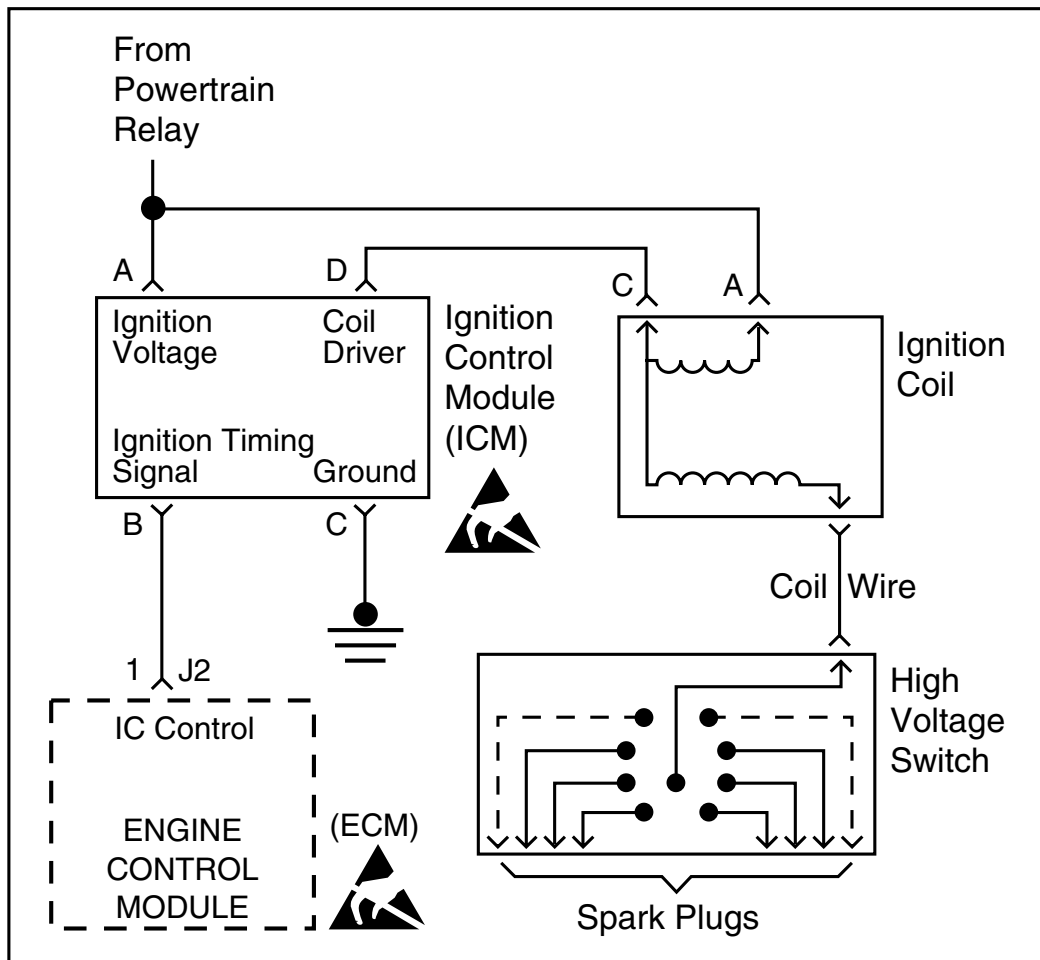 From
Powertrain
Relay
A
D
C
A
Ignition
Voltage
Coil
Driver
Ignition
Control
Module
(ICM)
Ignition
Coil
Ignition Timing
Signal
Ground
B
C
Coil Wire
1 J2
IC Control
ENGINE
CONTROL
MODULE
(ECM)
High
Voltage
Switch
Spark Plugs